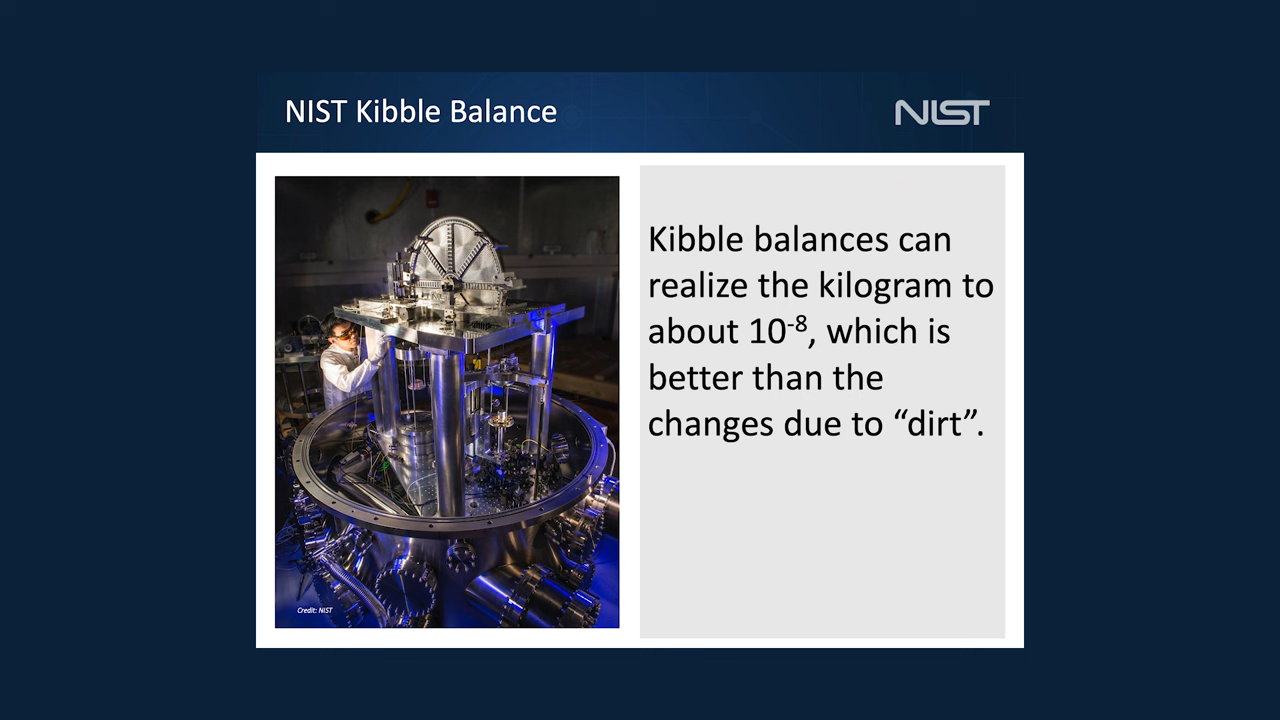 NIST Kibble Balance
NIST
Kibble balances can
realize the kilogram to
about 10⁻⁸, which is
better than the
changes due to “dirt”.
Credit: NIST